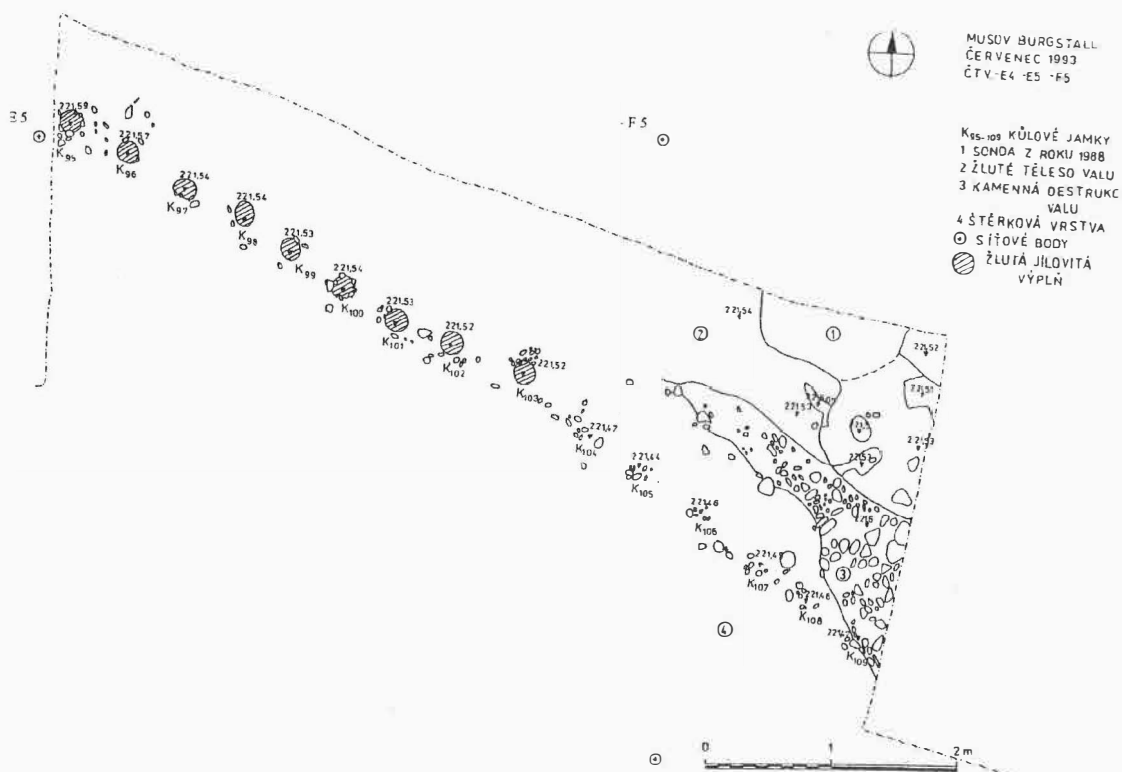 MUSOV BURGSTALL
ČERVENEC 1993
ČTV.-E4 -E5 -F5
K95-109 KŮLOVÉ JAMKY
1 SONDA Z ROKU 1988
2 ŽLUTÉ TĚLESO VALU
3 KAMENNÁ DESTRUKC
VALU
4 ŠTĚRKOVÁ VRSTVA
SÍŤOVÉ BODY
ŽLUTÁ JÍLOVITÁ
VÝPLŇ
-F5
221,59
K95
221,57
K96
221,54
K97
221,54
K98
221,53
K99
221,54
K100
221,53
K101
221,52
K102
221,52
K103
221,47
K104
221,44
K105
221,46
K106
K107
221,48
K108
K109
221,54
2
1
221,52
221,51
221,53
3
4
0 1 2 m